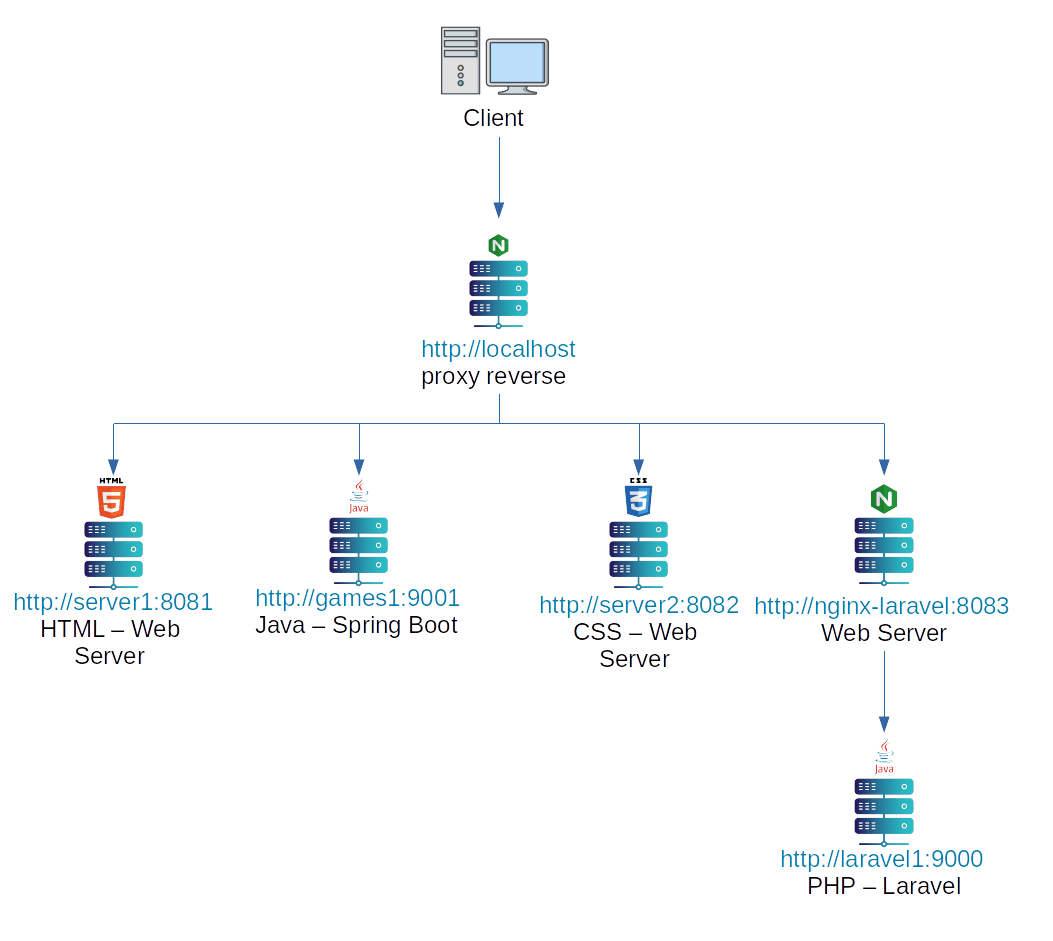 Client
N
http://localhost
proxy reverse
HTML
5
http://server1:8081
HTML – Web
Server
Java
http://games1:9001
Java – Spring Boot
CSS
3
http://server2:8082
CSS – Web
Server
N
http://nginx-laravel:8083
Web Server
Java
http://laravel1:9000
PHP – Laravel